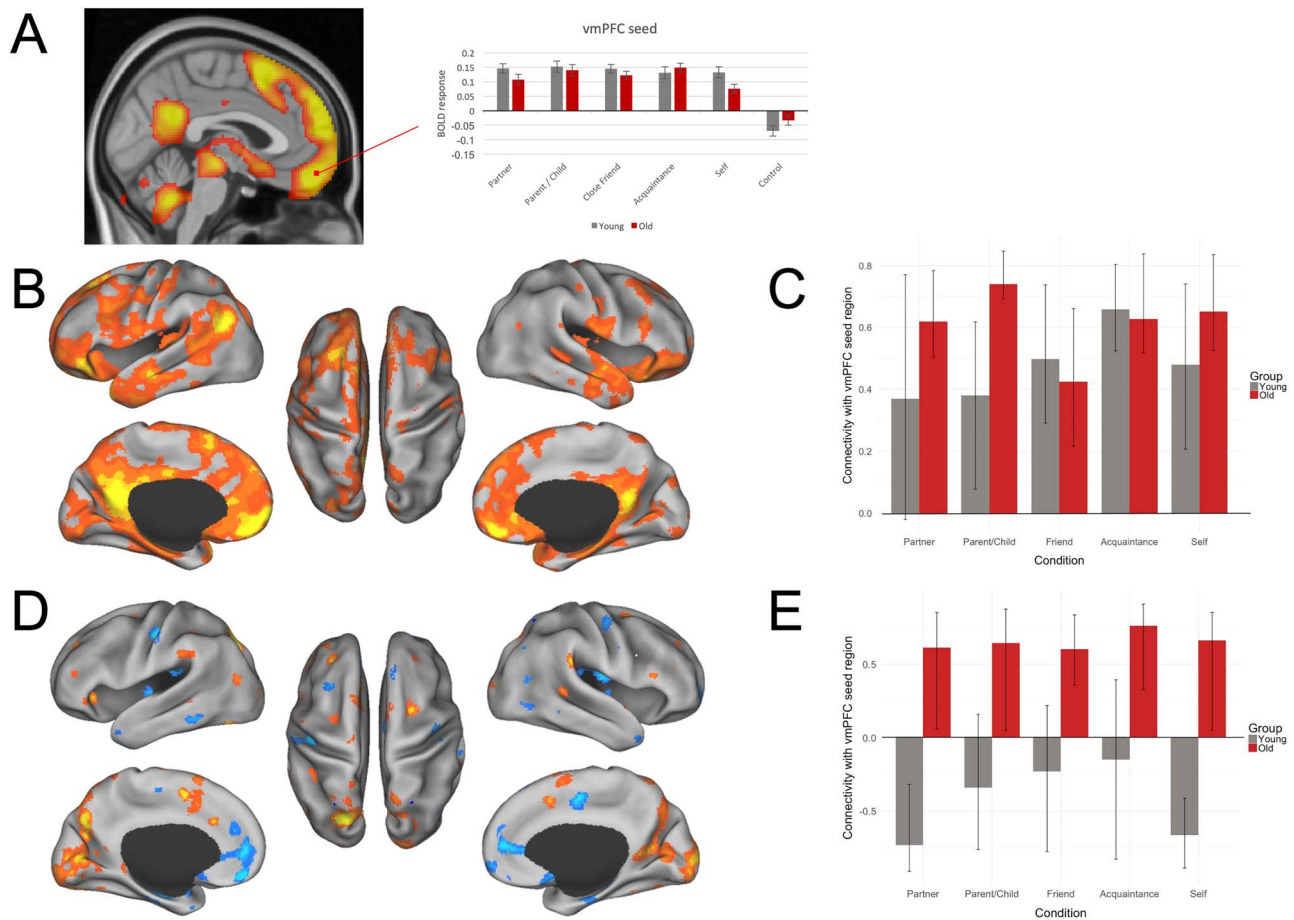 A
vmPFC seed
BOLD response
0.2
0.15
0.1
0.05
0
-0.05
-0.1
-0.15
Partner
Parent / Child
Close Friend
Acquaintance
Self
Control
Young Old
B
C
Connectivity with vmPFC seed region
0.8
0.6
0.4
0.2
0.0
Partner Parent/Child Friend Acquaintance Self
Condition
Group
Young
Old
D
E
Connectivity with vmPFC seed region
0.5
0.0
-0.5
Partner Parent/Child Friend Acquaintance Self
Condition
Group
Young
Old